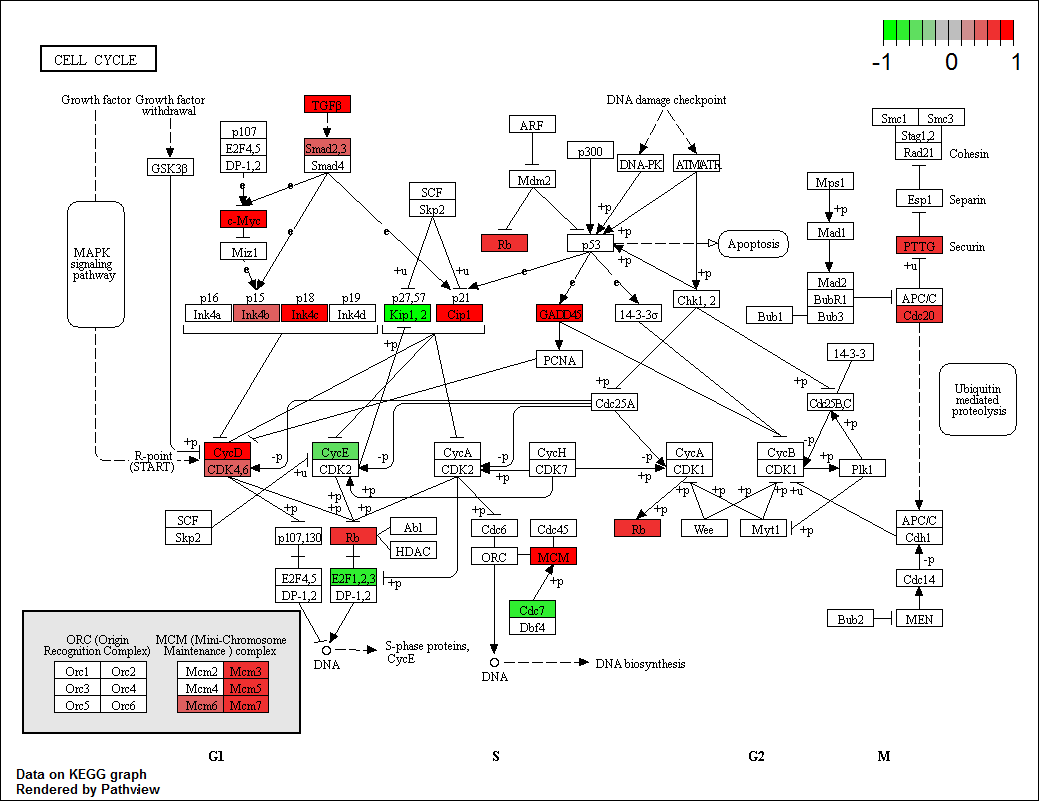 CELL CYCLE
-1 0 1
Growth factor
Growth factor
withdrawal
TGFβ
DNA damage checkpoint
Smc1 Smc3
Stag1,2
Rad21
Cohesin
p107
E2F4,5
DP-1,2
Smad2,3
Smad4
ARF
p300
DNA-PK
ATM/ATR
GSK3β
Mdm2
Mps1
+p
Esp1
Separin
SCF
Skp2
e
e
c-Myc
Miz1
e
e
Rb
p53
+p
+p
Apoptosis
Mad1
PTTG
Securin
+u
MAPK
signaling
pathway
+u
+u
e
e
e
+p
Mad2
BubR1
Bub3
Bub1
APC/C
Cdc20
p16
Ink4a
p15
Ink4b
p18
Ink4c
p19
Ink4d
p27,57
Kip1, 2
p21
Cip1
GADD45
14-3-3σ
Chk1, 2
+p
PCNA
14-3-3
Ubiquitin
mediated
proteolysis
+p
Cdc25A
+p
Cdc25B,C
+p
R-point
(START)
+p
CycD
CDK4,6
-p
+u
CycE
CDK2
-p
CycA
CDK2
-p
+p
CycH
CDK7
-p
+p
CycA
CDK1
CycB
CDK1
-p
+p
Plk1
+p
+p
+p
+p
+p
+p
+p
+p
+p
+u
SCF
Skp2
p107,130
Rb
Abl
HDAC
+p
Cdc6
ORC
Cdc45
MCM
Rb
Wee
Myt1
+p
APC/C
Cdh1
-p
Cdc14
E2F4,5
DP-1,2
E2F1,2,3
DP-1,2
+p
+p
Cdc7
Dbf4
Bub2
MEN
DNA
S-phase proteins,
CycE
DNA
DNA biosynthesis
ORC (Origin
Recognition Complex)
MCM (Mini-Chromosome
Maintenance ) complex
Orc1 Orc2
Orc3 Orc4
Orc5 Orc6
Mcm2 Mcm3
Mcm4 Mcm5
Mcm6 Mcm7
G1 S G2 M
Data on KEGG graph
Rendered by Pathview